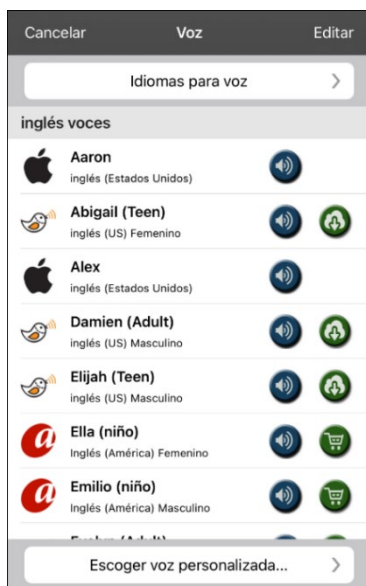 Cancelar Voz Editar
Idiomas para voz
inglés voces
Aaron
inglés (Estados Unidos)
Abigail (Teen)
inglés (US) Femenino
Alex
inglés (Estados Unidos)
Damien (Adult)
inglés (US) Masculino
Elijah (Teen)
inglés (US) Masculino
Ella (niño)
Inglés (América) Femenino
Emilio (niño)
Inglés (América) Masculino
Escoger voz personalizada...